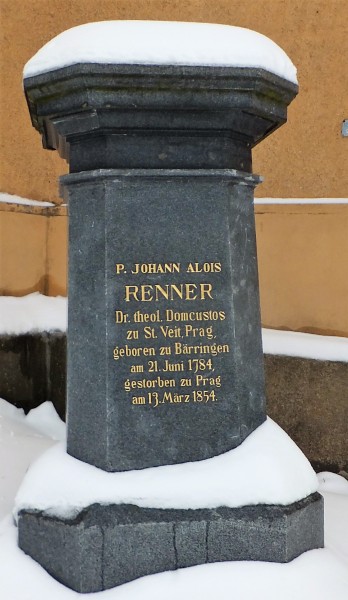 P. JOHANN ALOIS
RENNER
Dr. theol. Domcustos
zu St. Veit, Prag,
geboren zu Bärringen
am 21. Juni 1784,
gestorben zu Prag
am 13. März 1854.